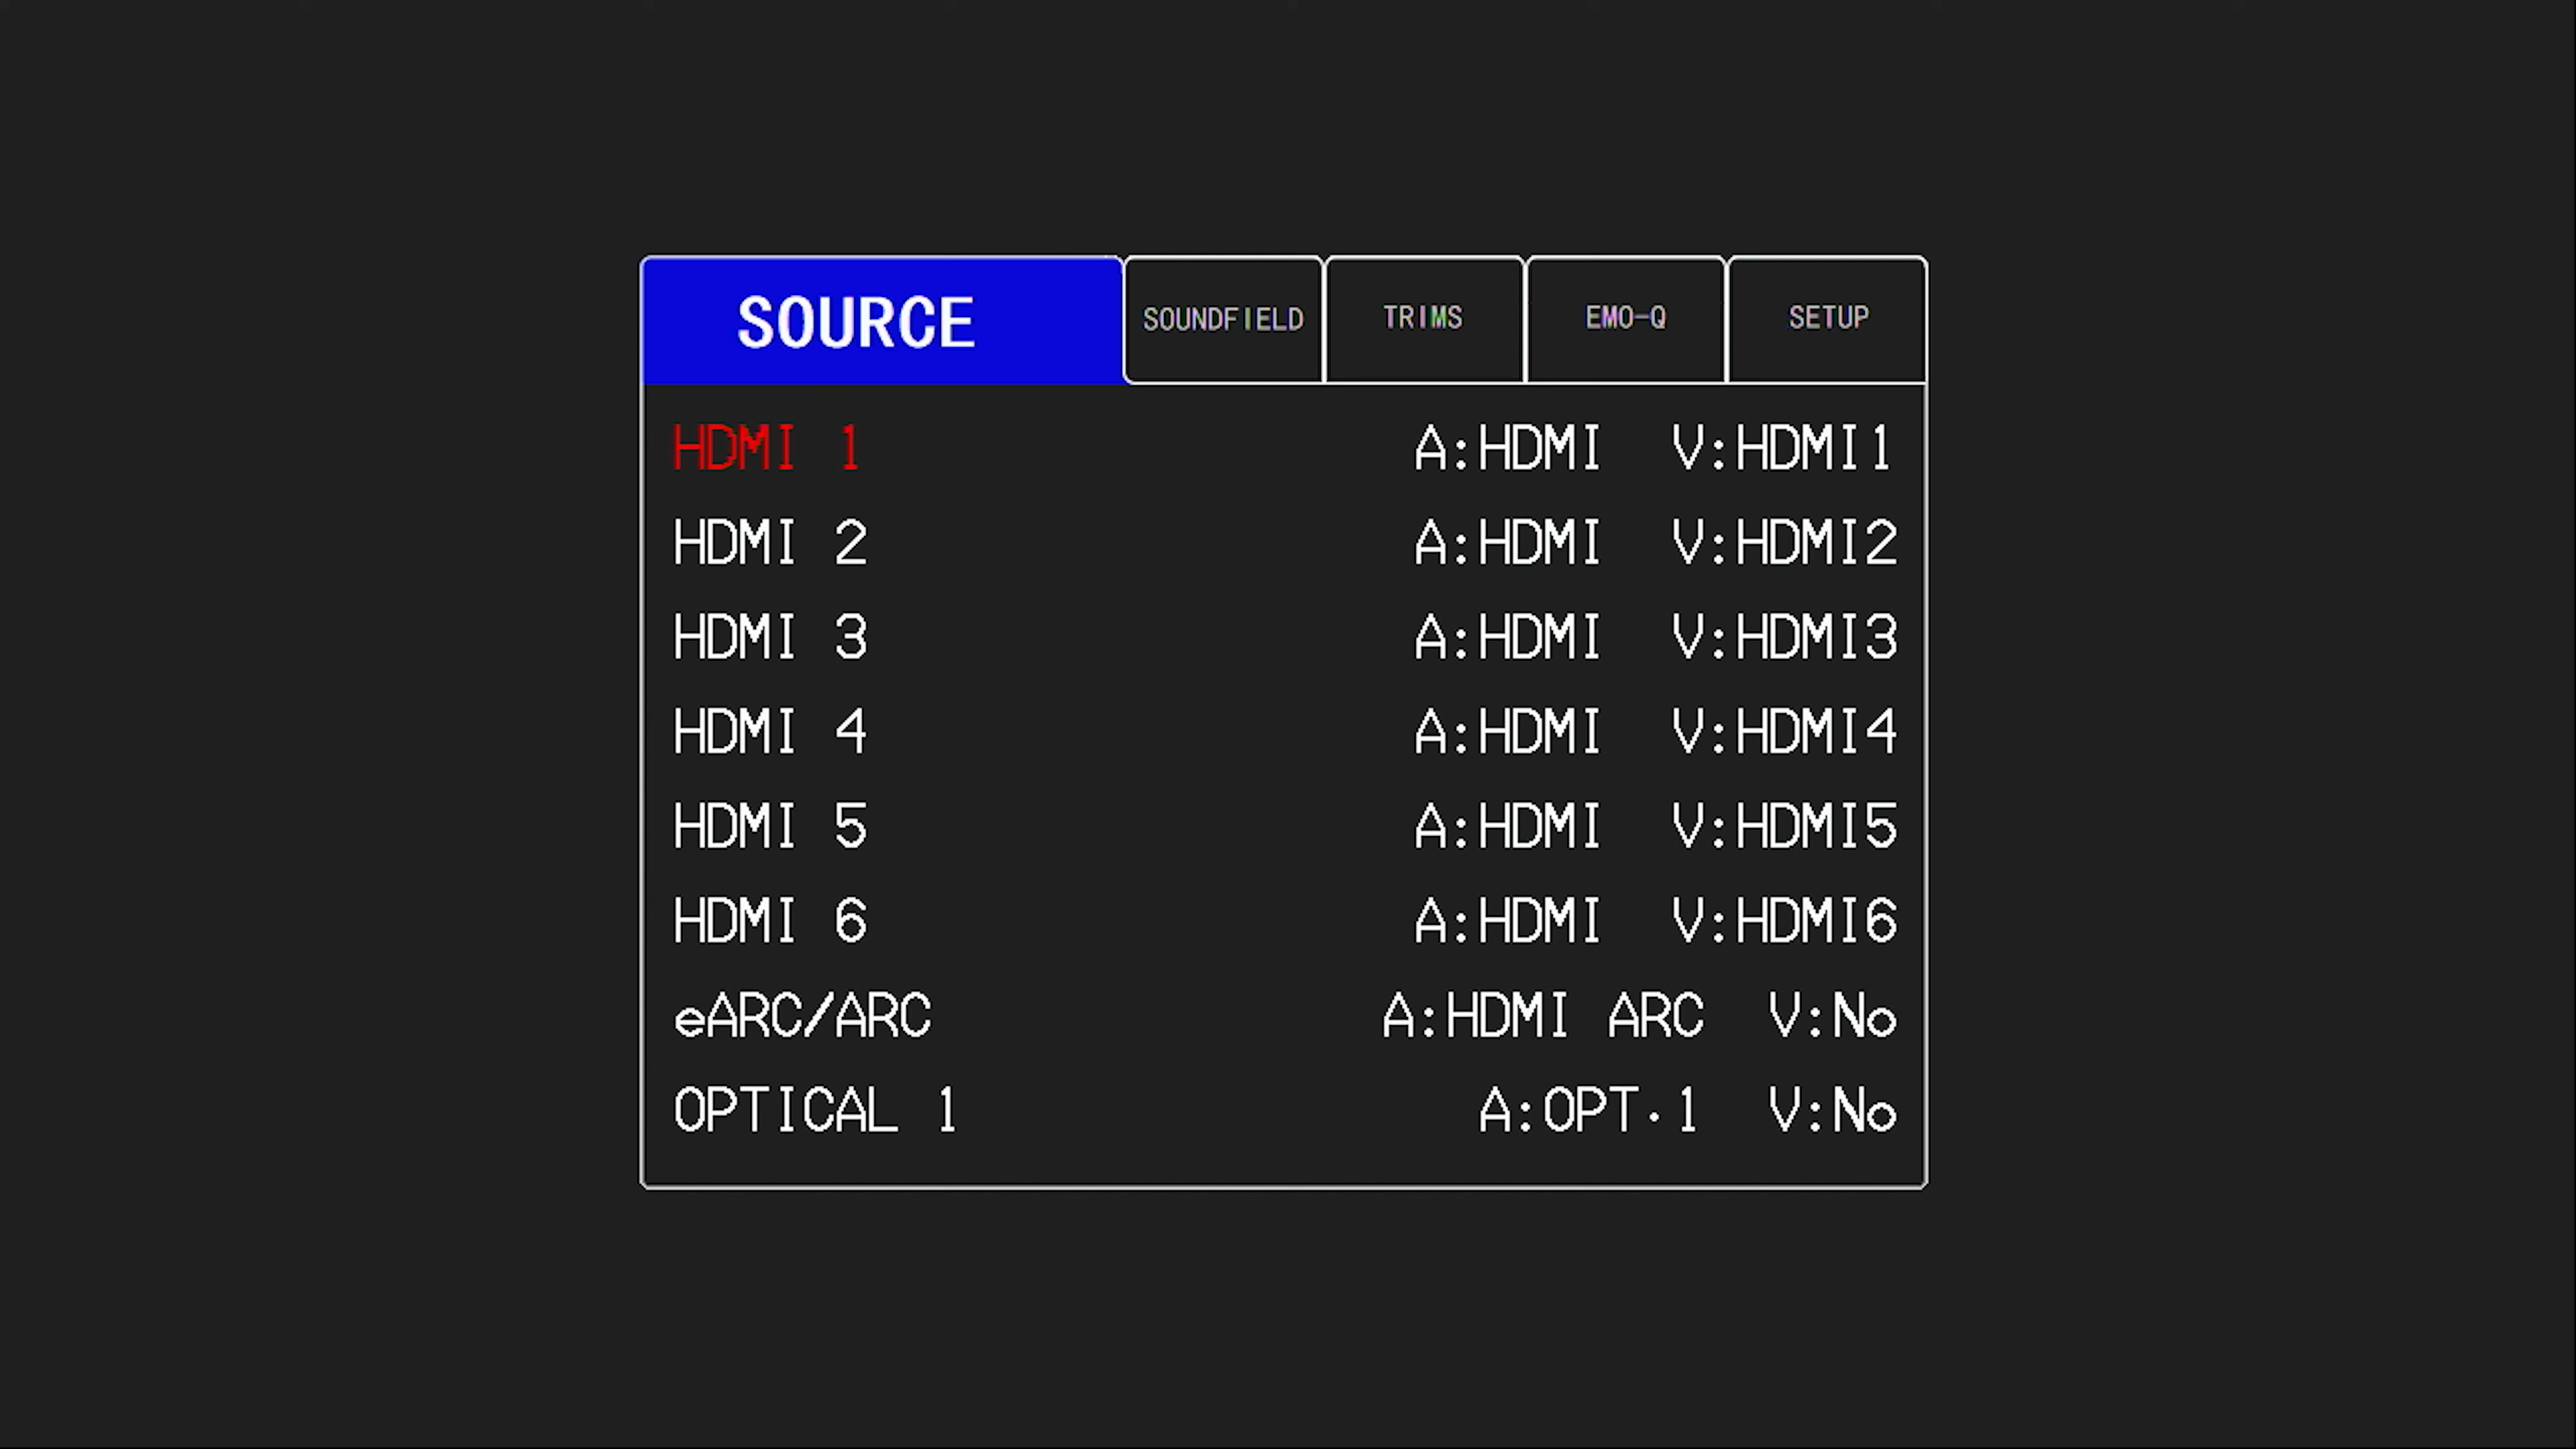 SOURCE SOUNDFIELD TRIMS EMO-Q SETUP
HDMI 1 A:HDMI V:HDMI1
HDMI 2 A:HDMI V:HDMI2
HDMI 3 A:HDMI V:HDMI3
HDMI 4 A:HDMI V:HDMI4
HDMI 5 A:HDMI V:HDMI5
HDMI 6 A:HDMI V:HDMI6
eARC/ARC A:HDMI ARC V:No
OPTICAL 1 A:OPT.1 V:No